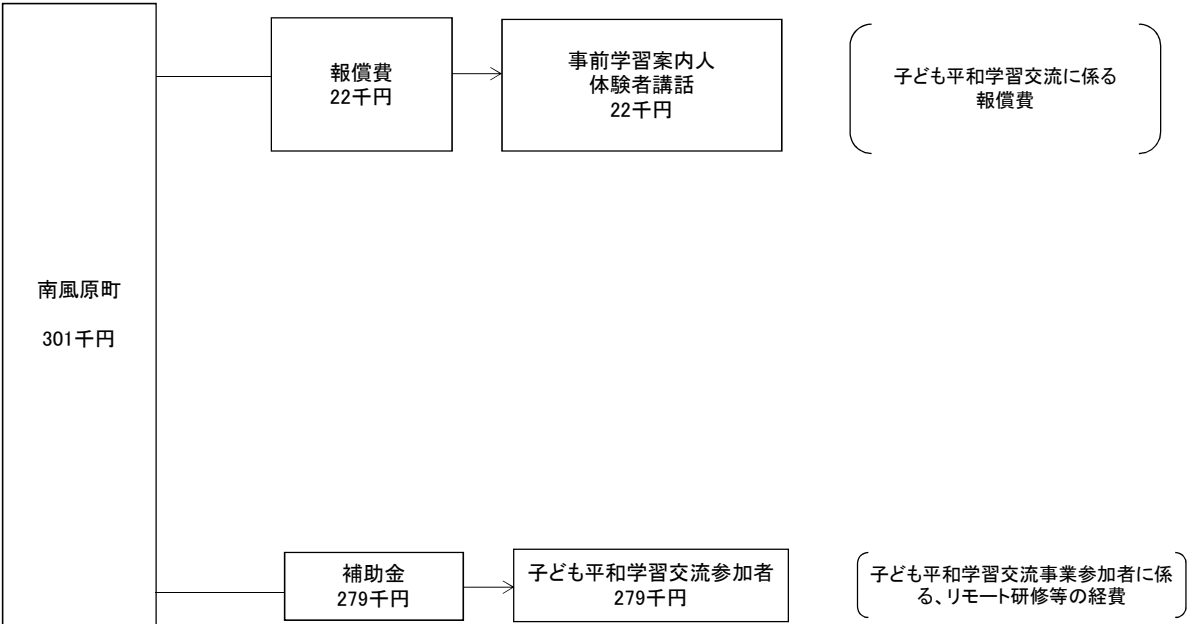 南風原町
301千円
報償費
22千円
事前学習案内人
体験者講話
22千円
子ども平和学習交流に係る
報償費
補助金
279千円
子ども平和学習交流参加者
279千円
子ども平和学習交流事業参加者に係
る、リモート研修等の経費